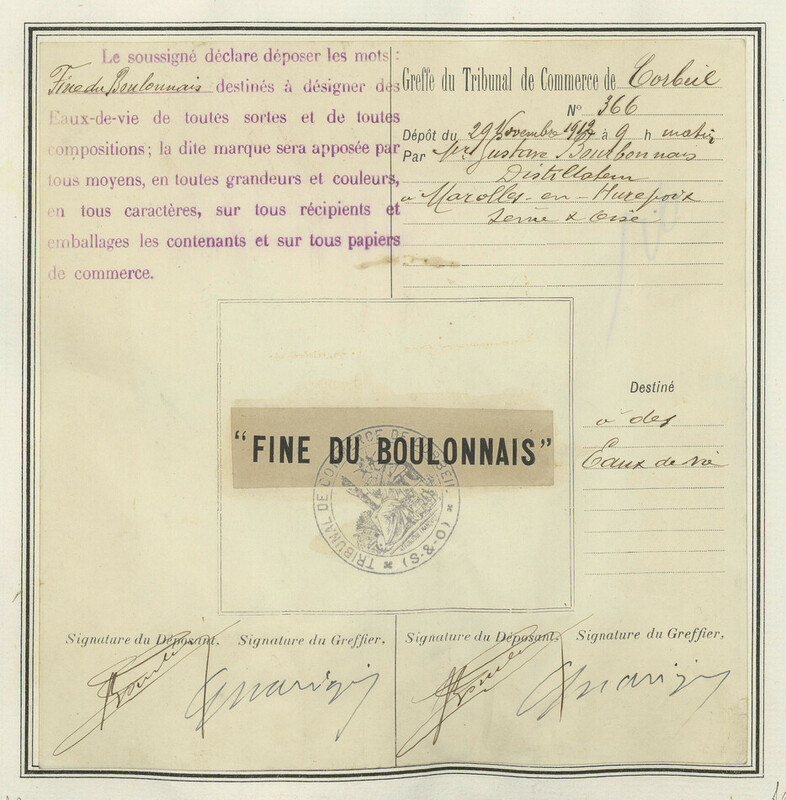 Le soussigné déclare déposer les mots :
Fine du Boulonnais destinés à désigner des
Eaux-de-vie de toutes sortes et de toutes
compositions ; la dite marque sera apposée par
tous moyens, en toutes grandeurs et couleurs,
en tous caractères, sur tous récipients et
emballages les contenants et sur tous papiers
de commerce.
Greffe du Tribunal de Commerce de Corbeil
N° 366
Dépôt du 29 Novembre à 9 h matin
Par Mr Gustave Bourbonnais
Distillateur
à Marolles-en-Hurepoix
Seine & Oise
Destiné
à des
Eaux de vie
"FINE DU BOULONNAIS"
TRIBUNAL DE COMMERCE DE CORBEIL * (S-&-O) *
Signature du Déposant. Signature du Greffier.
Signature du Déposant. Signature du Greffier.